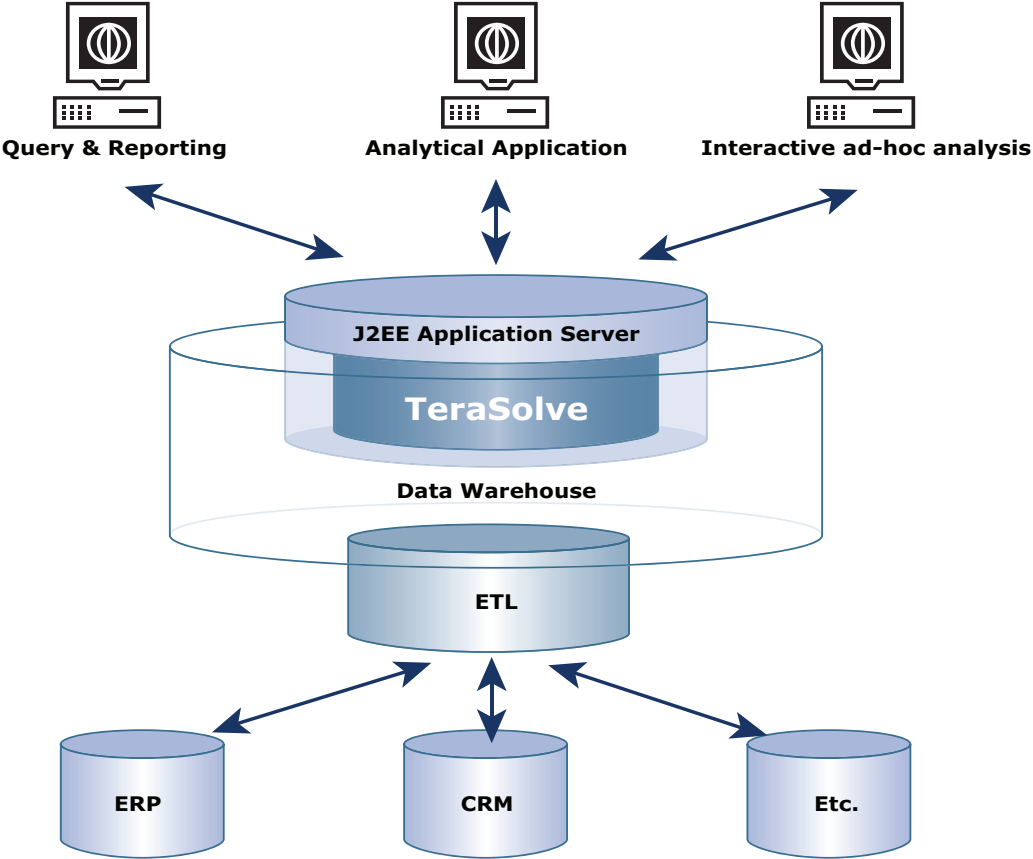 Query & Reporting
Analytical Application
Interactive ad-hoc analysis
J2EE Application Server
TeraSolve
Data Warehouse
ETL
ERP
CRM
Etc.